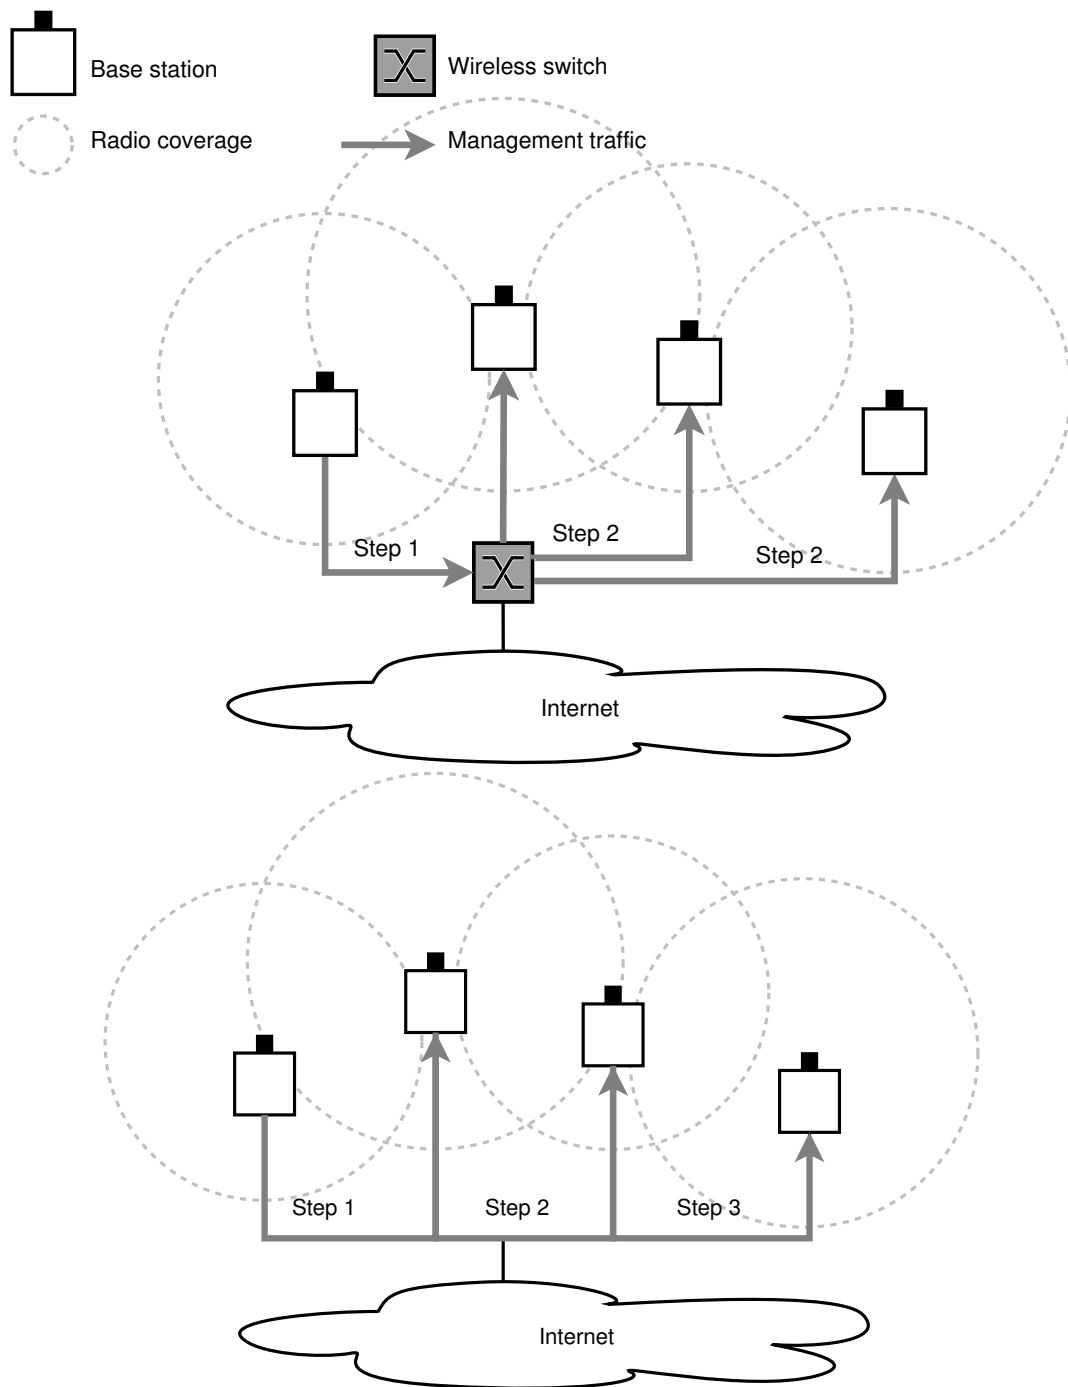 Base station
Wireless switch
Radio coverage
Management traffic
Step 1
Step 2
Step 2
Internet
Step 1
Step 2
Step 3
Internet